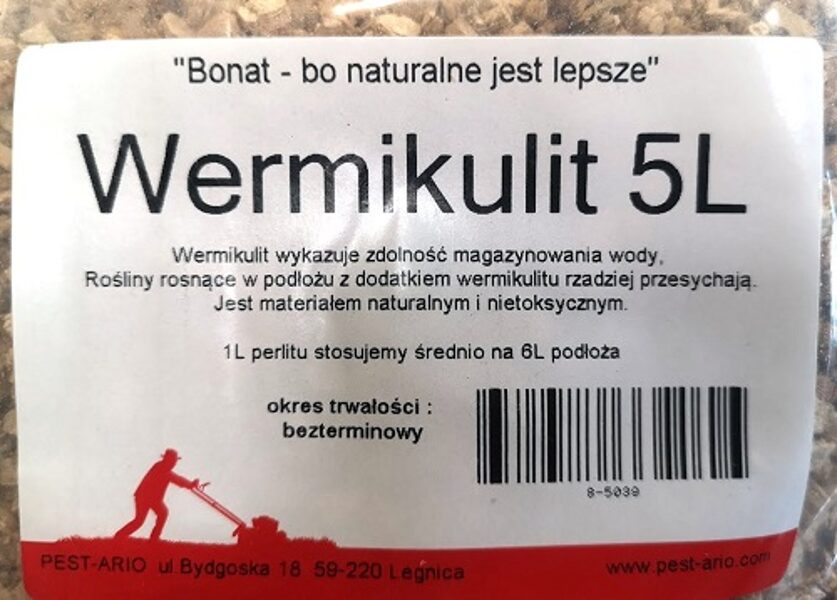 "Bonat - bo naturalne jest lepsze"
Wermikulit 5L
Wermikulit wykazuje zdolność magazynowania wody,
Rośliny rosnące w podłożu z dodatkiem wermikulitu rzadziej przesychają.
Jest materiałem naturalnym i nietoksycznym.
1L perlitu stosujemy średnio na 6L podłoża
okres trwałości :
bezterminowy
8-5039
PEST-ARIO ul.Bydgoska 18 59-220 Legnica
www.pest-ario.com